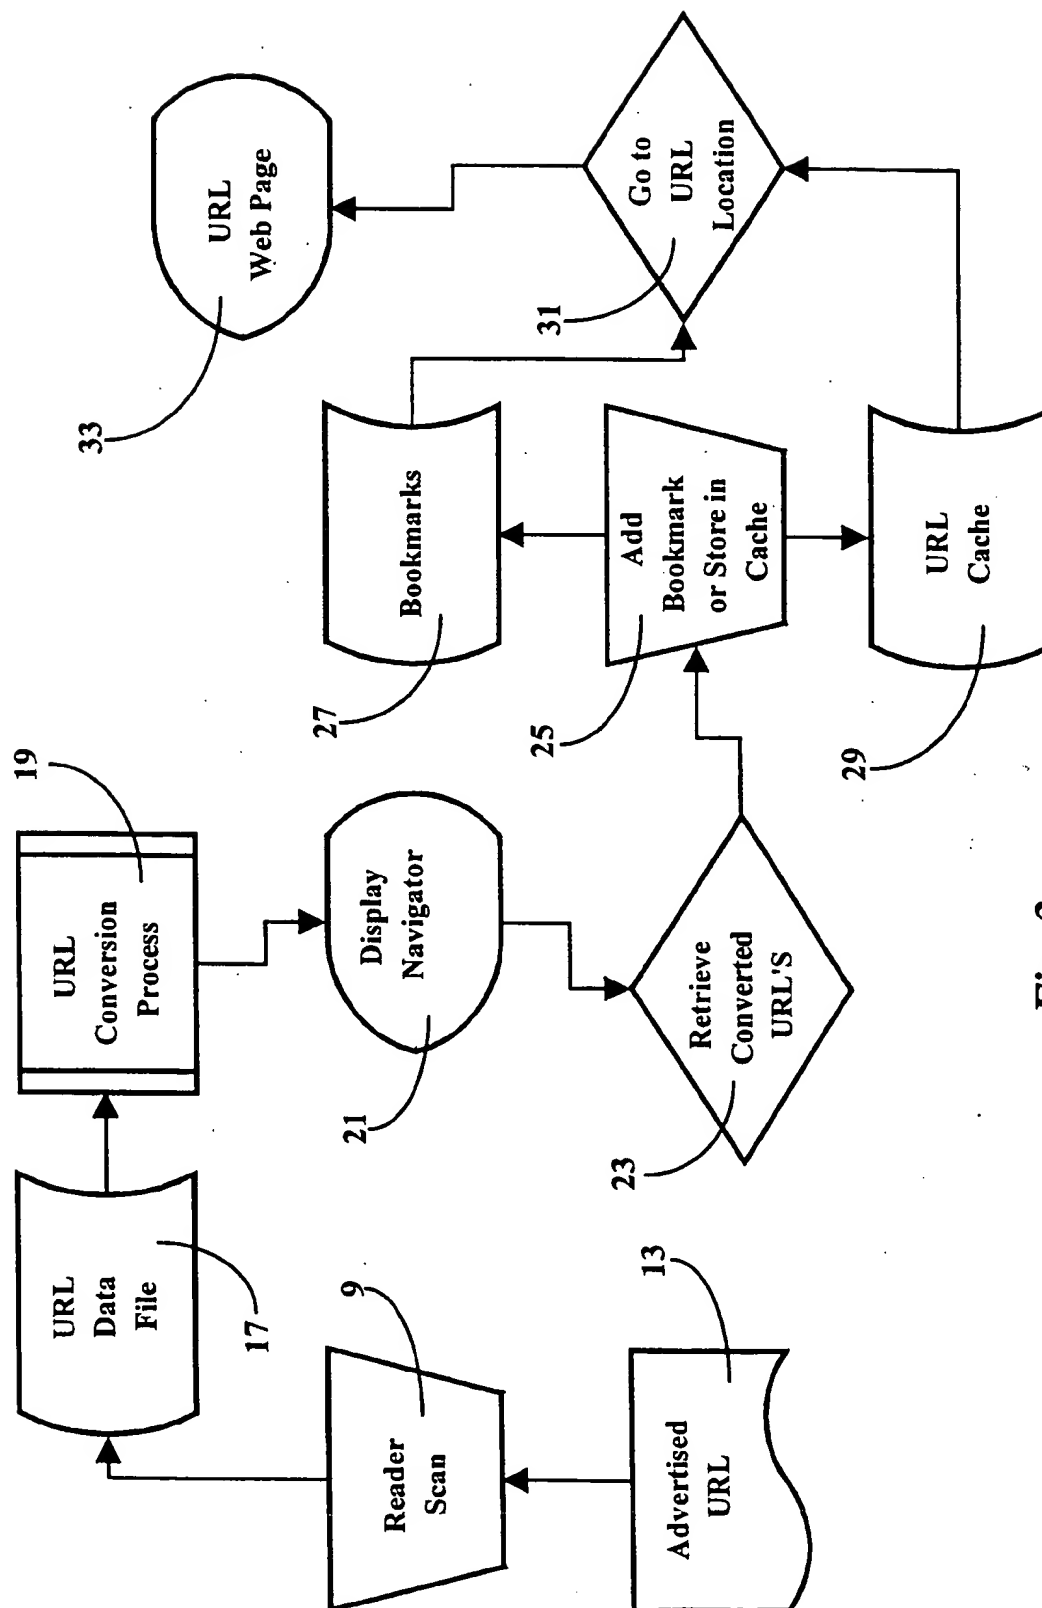 Advertised
URL
13
Reader
Scan
9
URL
Data
File
17
URL
Conversion
Process
19
Display
Navigator
21
Retrieve
Converted
URL'S
23
Add
Bookmark
or Store in
Cache
25
Bookmarks
27
URL
Cache
29
Go to
URL
Location
31
URL
Web Page
33